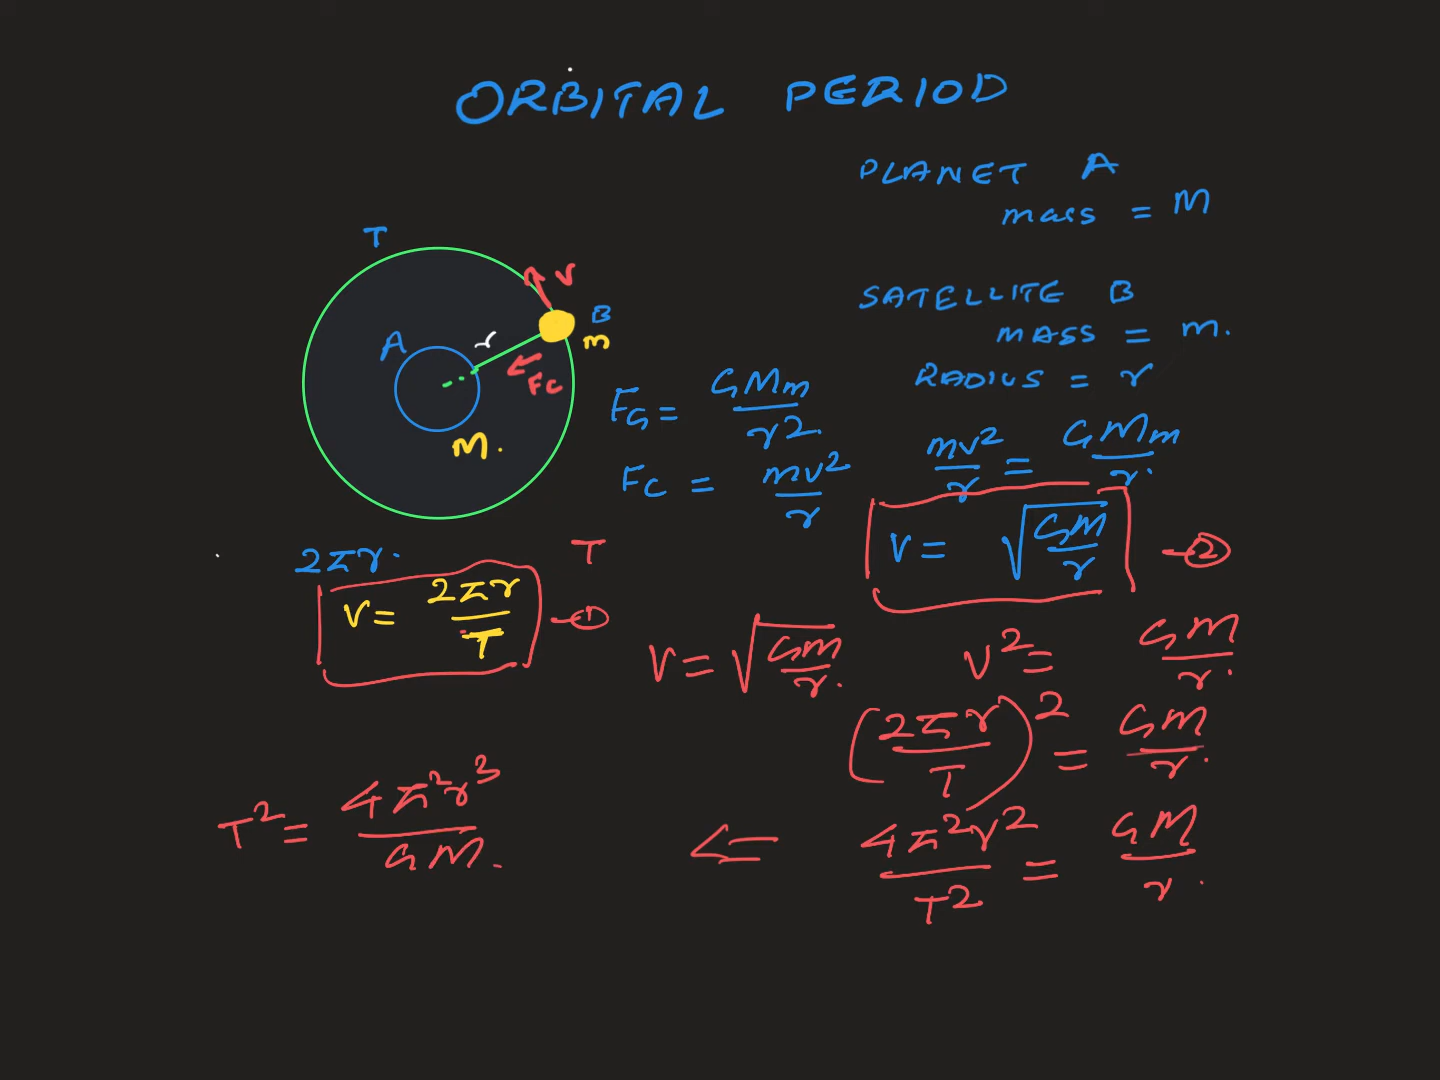 ORBITAL PERIOD
PLANET A
mass = M
SATELLITE B
MASS = m.
RADIUS = r
T
v
B
m
A
r
Fc
M.
FG = GMm/r2.
Fc = mv²/r
mv²/r = GMm/r.
v = √GM/r → 2
2πr.
T
v = 2πr/T → 1
v = √GM/r.
v² = GM/r.
(2πr/T)² = GM/r.
4π²r²/T² = GM/r.
⇐
T² = 4π²r³/GM.